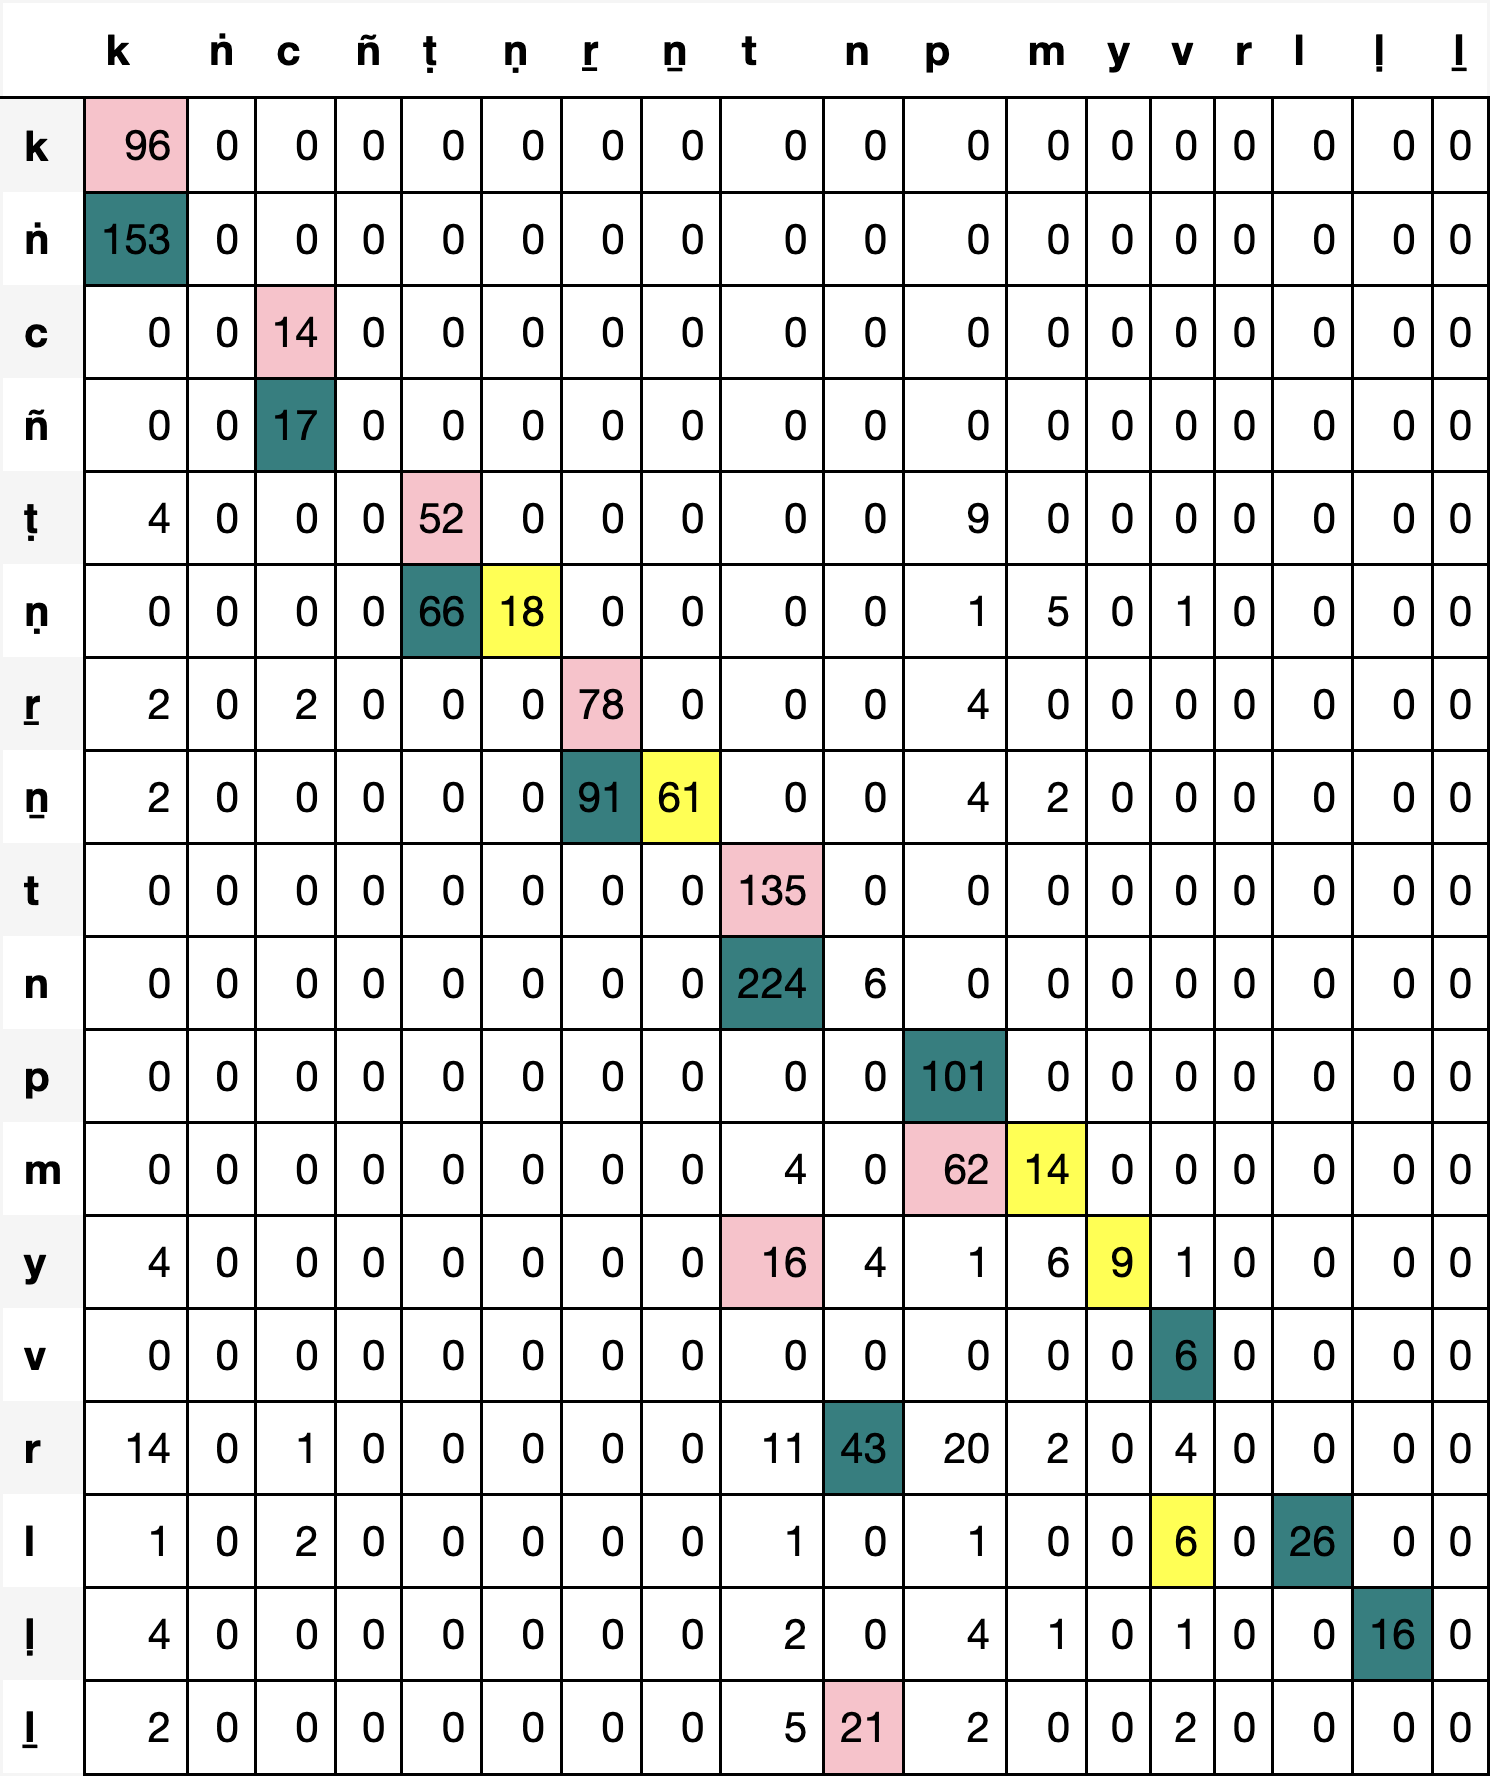 k ṅ c ñ ṭ ṇ ṟ ṉ t n p m y v r l ḷ ḻ
k 96 0 0 0 0 0 0 0 0 0 0 0 0 0 0 0 0 0
ṅ 153 0 0 0 0 0 0 0 0 0 0 0 0 0 0 0 0 0
c 0 0 14 0 0 0 0 0 0 0 0 0 0 0 0 0 0 0
ñ 0 0 17 0 0 0 0 0 0 0 0 0 0 0 0 0 0 0
ṭ 4 0 0 0 52 0 0 0 0 0 9 0 0 0 0 0 0 0
ṇ 0 0 0 0 66 18 0 0 0 0 1 5 0 1 0 0 0 0
ṟ 2 0 2 0 0 0 78 0 0 0 4 0 0 0 0 0 0 0
ṉ 2 0 0 0 0 0 91 61 0 0 4 2 0 0 0 0 0 0
t 0 0 0 0 0 0 0 0 135 0 0 0 0 0 0 0 0 0
n 0 0 0 0 0 0 0 0 224 6 0 0 0 0 0 0 0 0
p 0 0 0 0 0 0 0 0 0 0 101 0 0 0 0 0 0 0
m 0 0 0 0 0 0 0 0 4 0 62 14 0 0 0 0 0 0
y 4 0 0 0 0 0 0 0 16 4 1 6 9 1 0 0 0 0
v 0 0 0 0 0 0 0 0 0 0 0 0 0 6 0 0 0 0
r 14 0 1 0 0 0 0 0 11 43 20 2 0 4 0 0 0 0
l 1 0 2 0 0 0 0 0 1 0 1 0 0 6 0 26 0 0
ḷ 4 0 0 0 0 0 0 0 2 0 4 1 0 1 0 0 16 0
ḻ 2 0 0 0 0 0 0 0 5 21 2 0 0 2 0 0 0 0